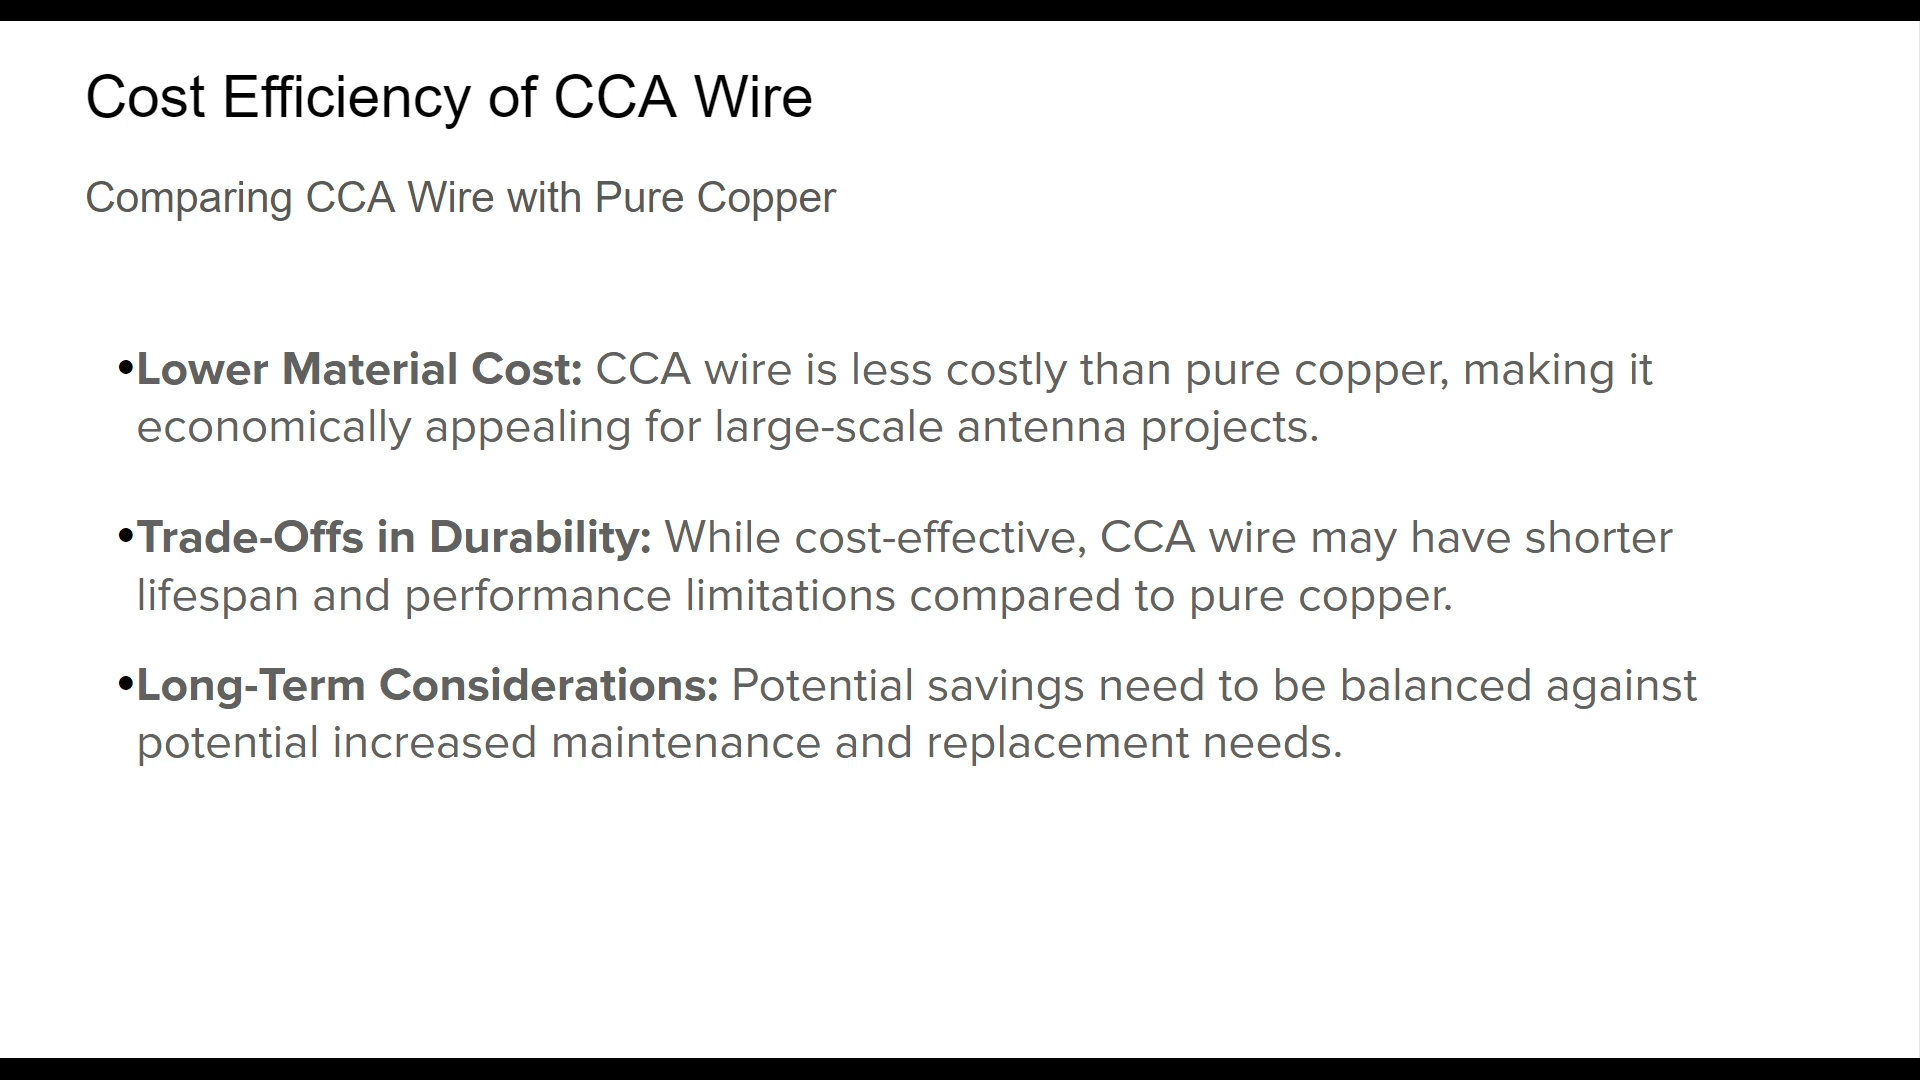 Cost Efficiency of CCA Wire
Comparing CCA Wire with Pure Copper
•Lower Material Cost: CCA wire is less costly than pure copper, making it
economically appealing for large-scale antenna projects.
•Trade-Offs in Durability: While cost-effective, CCA wire may have shorter
lifespan and performance limitations compared to pure copper.
•Long-Term Considerations: Potential savings need to be balanced against
potential increased maintenance and replacement needs.